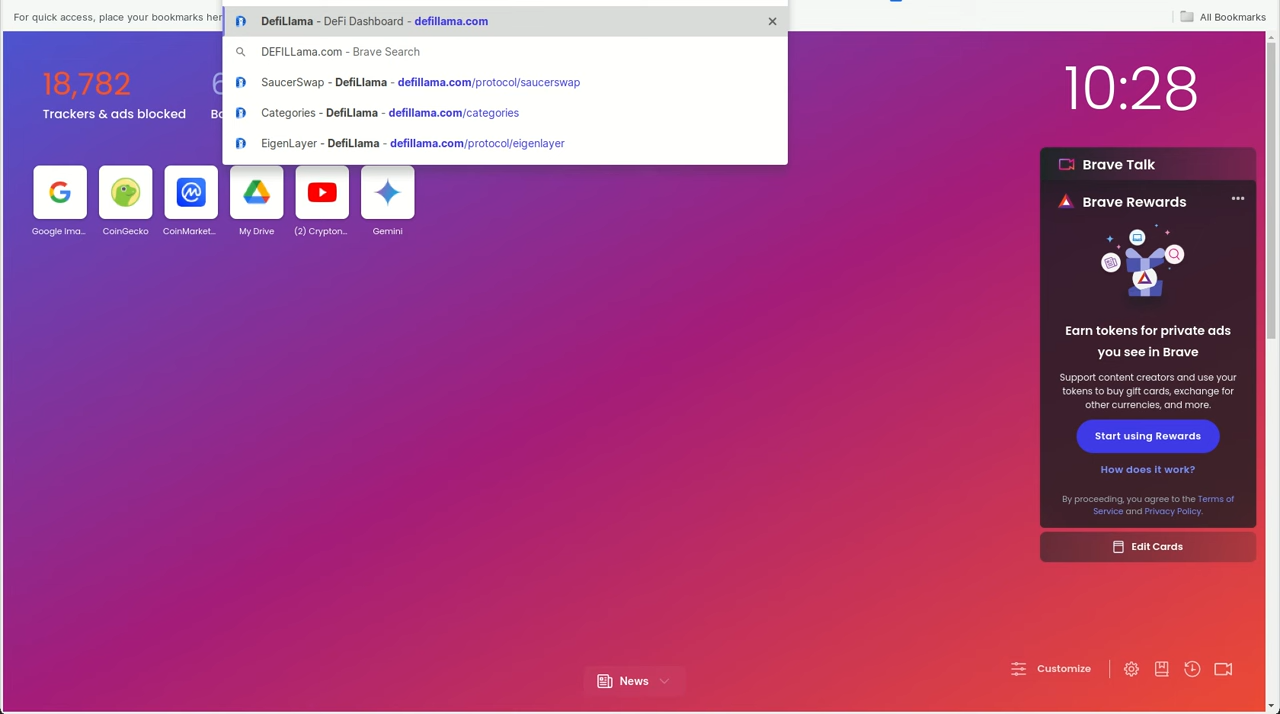 For quick access, place your bookmarks her
All Bookmarks
DefiLlama - DeFi Dashboard - defillama.com
DEFILLama.com - Brave Search
SaucerSwap - DefiLlama - defillama.com/protocol/saucerswap
Categories - DefiLlama - defillama.com/categories
EigenLayer - DefiLlama - defillama.com/protocol/eigenlayer
18,782
Trackers & ads blocked
10:28
Google Ima...
CoinGecko
CoinMarket...
My Drive
(2) Crypton...
Gemini
Brave Talk
Brave Rewards
Earn tokens for private ads
you see in Brave
Support content creators and use your
tokens to buy gift cards, exchange for
other currencies, and more.
Start using Rewards
How does it work?
By proceeding, you agree to the Terms of
Service and Privacy Policy.
Edit Cards
Customize
News